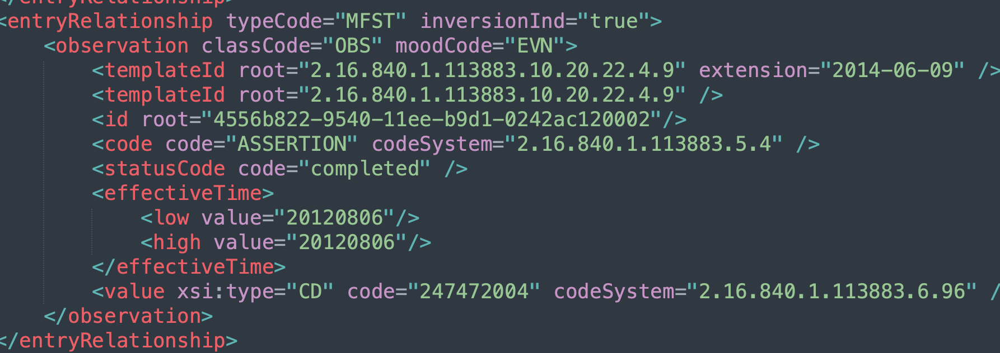 </entryRelationship>
<entryRelationship typeCode="MFST" inversionInd="true">
<observation classCode="OBS" moodCode="EVN">
<templateId root="2.16.840.1.113883.10.20.22.4.9" extension="2014-06-09" />
<templateId root="2.16.840.1.113883.10.20.22.4.9" />
<id root="4556b822-9540-11ee-b9d1-0242ac120002"/>
<code code="ASSERTION" codeSystem="2.16.840.1.113883.5.4" />
<statusCode code="completed" />
<effectiveTime>
<low value="20120806"/>
<high value="20120806"/>
</effectiveTime>
<value xsi:type="CD" code="247472004" codeSystem="2.16.840.1.113883.6.96" /
</observation>
</entryRelationship>